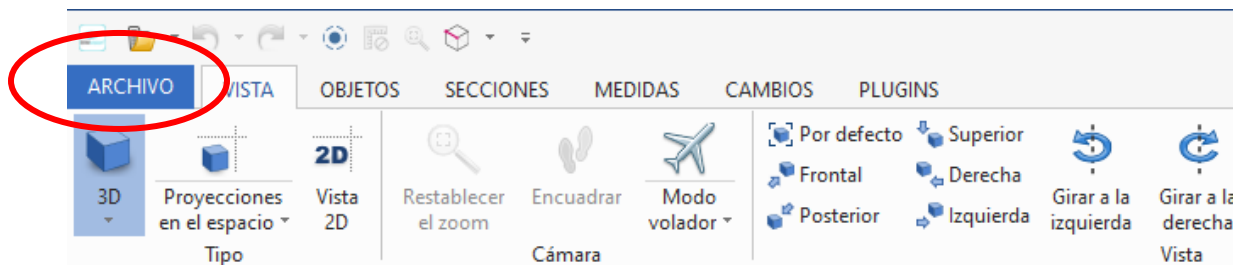 ARCHIVO VISTA OBJETOS SECCIONES MEDIDAS CAMBIOS PLUGINS
3D
Proyecciones
en el espacio
2D
Vista
2D
Restablecer
el zoom
Encuadrar
Modo
volador
Por defecto
Frontal
Posterior
Superior
Derecha
Izquierda
Girar a la
izquierda
Girar a la
derecha
Tipo
Cámara
Vista